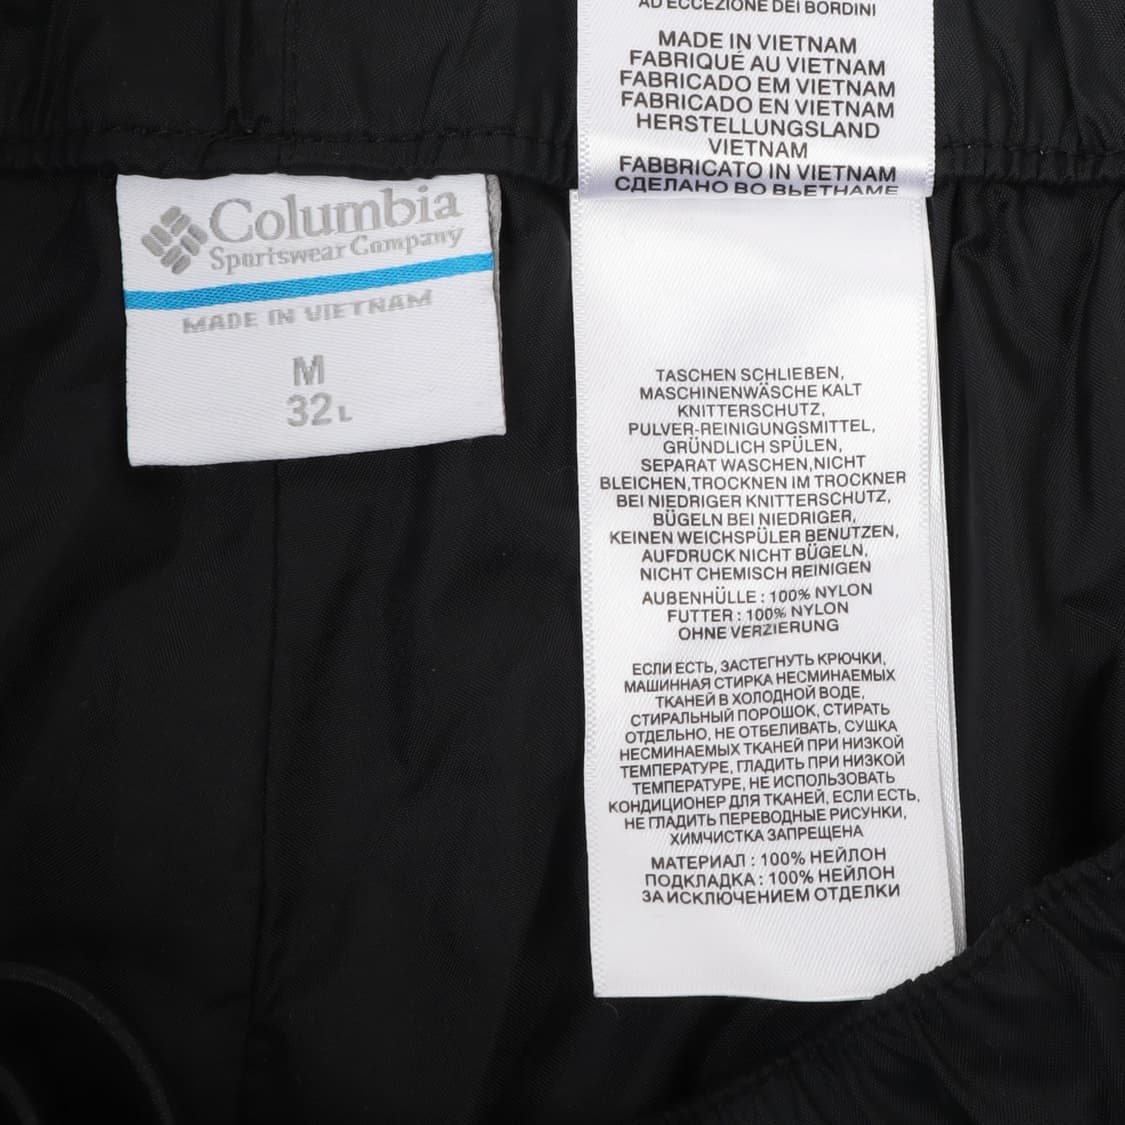 Columbia
Sportswear Company
MADE IN VIETNAM
M
32L
AD ECCEZIONE DEI BORDINI
MADE IN VIETNAM
FABRIQUÉ AU VIETNAM
FABRICADO EM VIETNAM
FABRICADO EN VIETNAM
HERSTELLUNGSLAND
VIETNAM
FABBRICATO IN VIETNAM
СДЕЛАНО ВО ВЬЕТНАМЕ
TASCHEN SCHLIEßEN,
MASCHINENWÄSCHE KALT
KNITTERSCHUTZ,
PULVER-REINIGUNGSMITTEL,
GRÜNDLICH SPÜLEN,
SEPARAT WASCHEN,NICHT
BLEICHEN,TROCKNEN IM TROCKNER
BEI NIEDRIGER KNITTERSCHUTZ,
BÜGELN BEI NIEDRIGER,
KEINEN WEICHSPÜLER BENUTZEN,
AUFDRUCK NICHT BÜGELN,
NICHT CHEMISCH REINIGEN
AUßENHÜLLE : 100% NYLON
FUTTER : 100% NYLON
OHNE VERZIERUNG
ЕСЛИ ЕСТЬ, ЗАСТЕГНУТЬ КРЮЧКИ,
МАШИННАЯ СТИРКА НЕСМИНАЕМЫХ
ТКАНЕЙ В ХОЛОДНОЙ ВОДЕ,
СТИРАЛЬНЫЙ ПОРОШОК, СТИРАТЬ
ОТДЕЛЬНО, НЕ ОТБЕЛИВАТЬ, СУШКА
НЕСМИНАЕМЫХ ТКАНЕЙ ПРИ НИЗКОЙ
ТЕМПЕРАТУРЕ, ГЛАДИТЬ ПРИ НИЗКОЙ
ТЕМПЕРАТУРЕ, НЕ ИСПОЛЬЗОВАТЬ
КОНДИЦИОНЕР ДЛЯ ТКАНЕЙ, ЕСЛИ ЕСТЬ,
НЕ ГЛАДИТЬ ПЕРЕВОДНЫЕ РИСУНКИ,
ХИМЧИСТКА ЗАПРЕЩЕНА
МАТЕРИАЛ : 100% НЕЙЛОН
ПОДКЛАДКА : 100% НЕЙЛОН
ЗА ИСКЛЮЧЕНИЕМ ОТДЕЛКИ